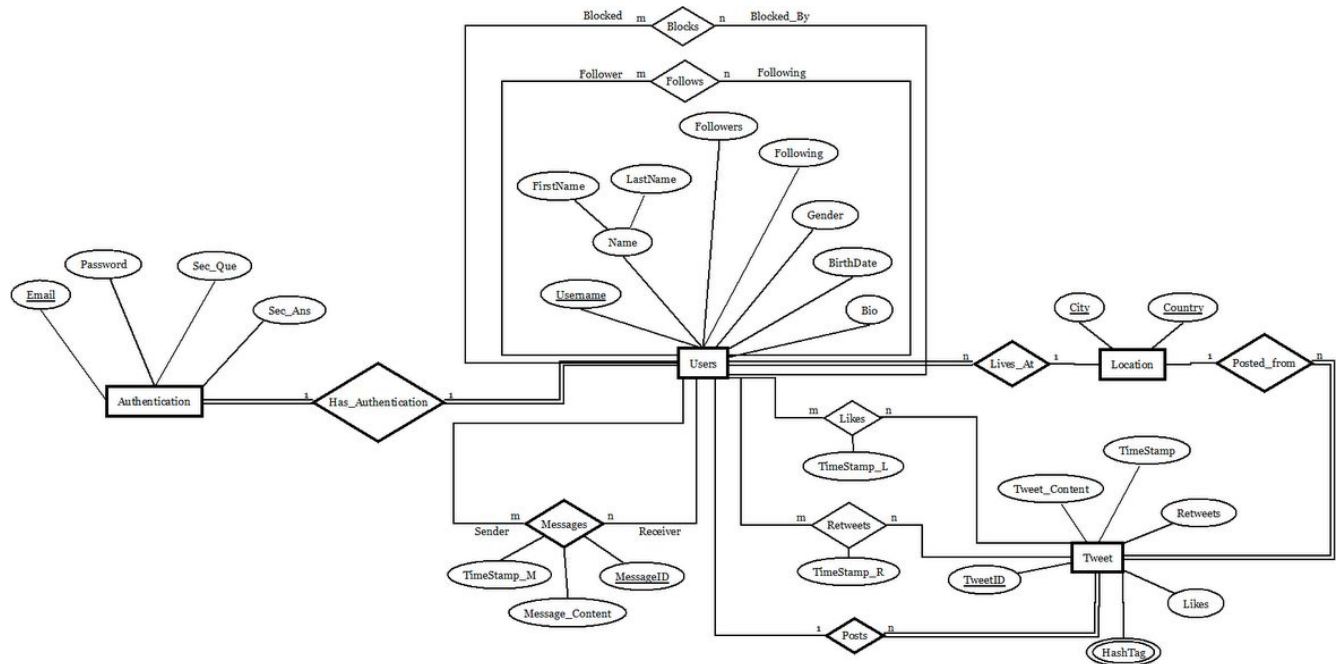 Blocked m Blocks n Blocked_By
Follower m Follows n Following
Followers
Following
LastName
FirstName
Gender
Name
Password
Sec_Que
BirthDate
Email
Username
City
Country
Sec_Ans
Bio
Users
n Lives_At 1
Location
1 Posted_from n
Authentication
1 Has_Authentication 1
m Likes n
TimeStamp_L
TimeStamp
Tweet_Content
Retweets
m Messages n
Sender
Receiver
m Retweets n
Tweet
TimeStamp_M
MessageID
TimeStamp_R
TweetID
Message_Content
Likes
1 Posts n
HashTag